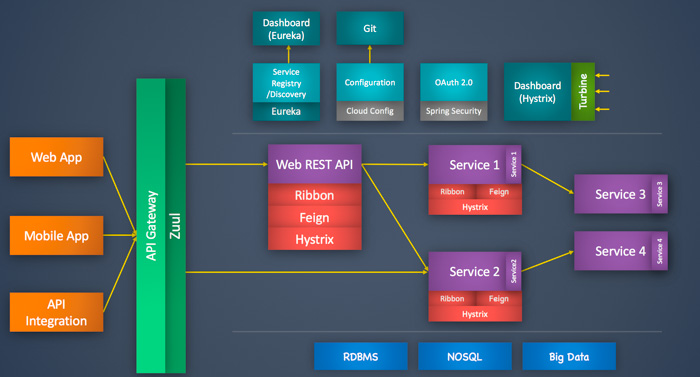 Dashboard
(Eureka)
Git
Service
Registry
/Discovery
Eureka
Configuration
Cloud Config
OAuth 2.0
Spring Security
Dashboard
(Hystrix)
Turbine
Web App
Mobile App
API
Integration
API Gateway
Zuul
Web REST API
Ribbon
Feign
Hystrix
Service 1
Service 1
Ribbon
Feign
Hystrix
Service 2
Service2
Ribbon
Feign
Hystrix
Service 3
Service 3
Service 4
Service 4
RDBMS
NOSQL
Big Data